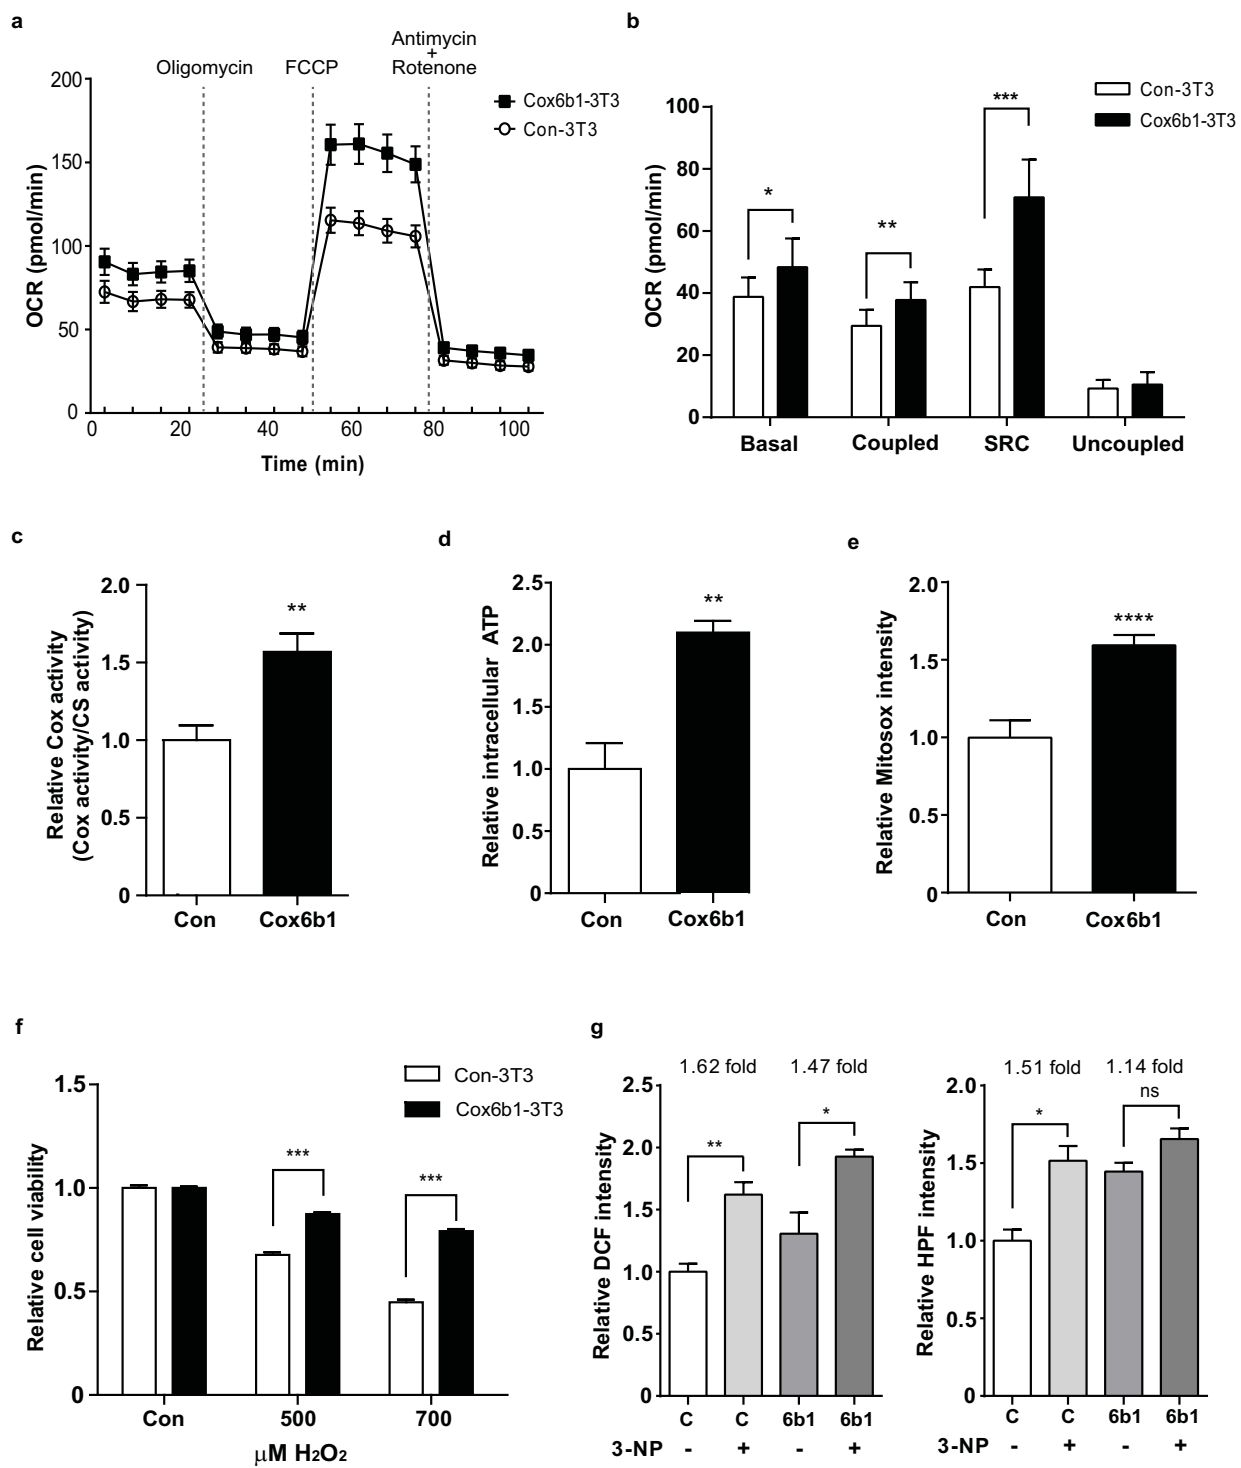 a
Oligomycin
FCCP
Antimycin
+
Rotenone
Cox6b1-3T3
Con-3T3
OCR (pmol/min)
200
150
100
50
0
0 20 40 60 80 100
Time (min)
b
Con-3T3
Cox6b1-3T3
OCR (pmol/min)
100
80
60
40
20
0
* ** ***
Basal Coupled SRC Uncoupled
c
Relative Cox activity
(Cox activity/CS activity)
2.0
1.5
1.0
0.5
0
**
Con Cox6b1
d
Relative intracellular ATP
2.5
2.0
1.5
1.0
0.5
0
**
Con Cox6b1
e
Relative Mitosox intensity
2.0
1.5
1.0
0.5
0
****
Con Cox6b1
f
Con-3T3
Cox6b1-3T3
Relative cell viability
1.5
1.0
0.5
0
*** ***
Con 500 700
μM H₂O₂
g
1.62 fold 1.47 fold
Relative DCF intensity
2.5
2.0
1.5
1.0
0.5
0
** *
C C 6b1 6b1
3-NP - + - +
1.51 fold 1.14 fold
Relative HPF intensity
2.0
1.5
1.0
0.5
0
* ns
C C 6b1 6b1
3-NP - + - +